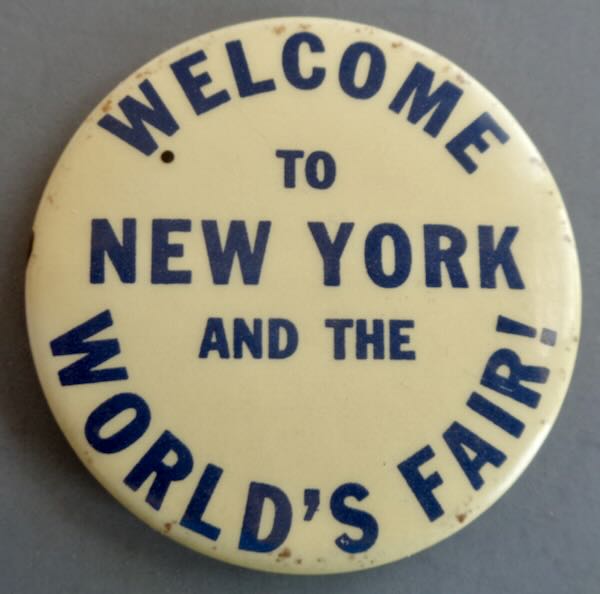 WELCOME
TO
NEW YORK
AND THE
WORLD'S FAIR!